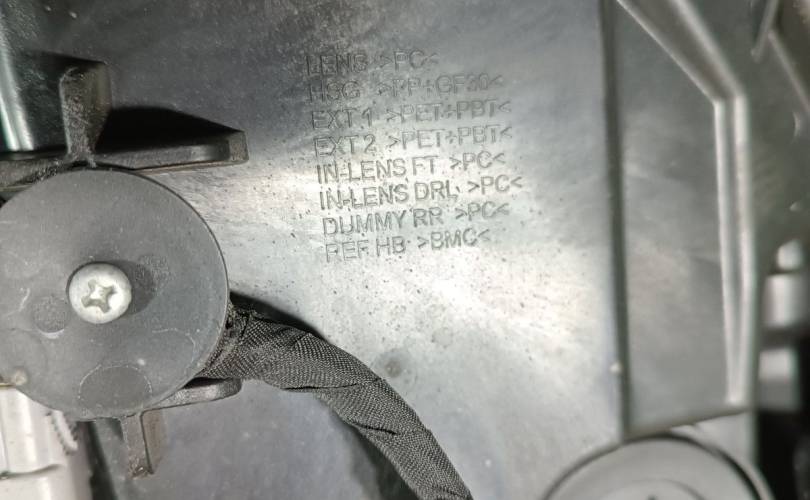 LENS >PC<
HSG >PP+GF30<
EXT 1 >PET+PBT<
EXT 2 >PET+PBT<
IN-LENS FT >PC<
IN-LENS DRL >PC<
DUMMY RR >PC<
REF HB >BMC<